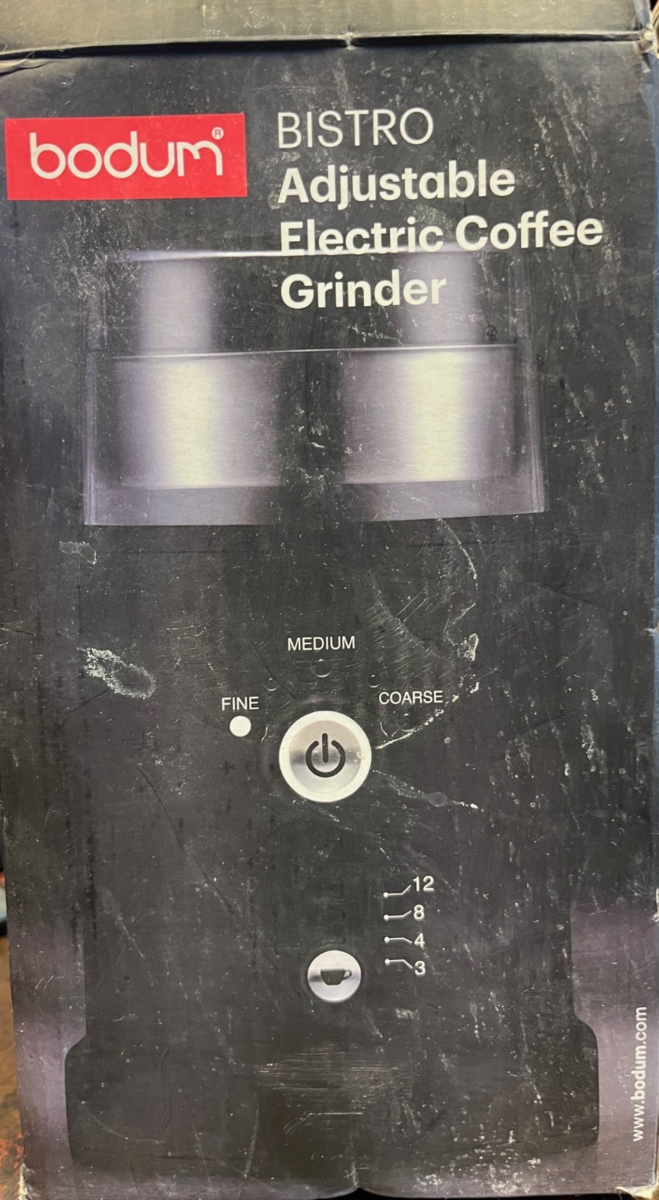 bodum®
BISTRO
Adjustable
Electric Coffee
Grinder
MEDIUM
FINE
COARSE
12
8
4
3
www.bodum.com